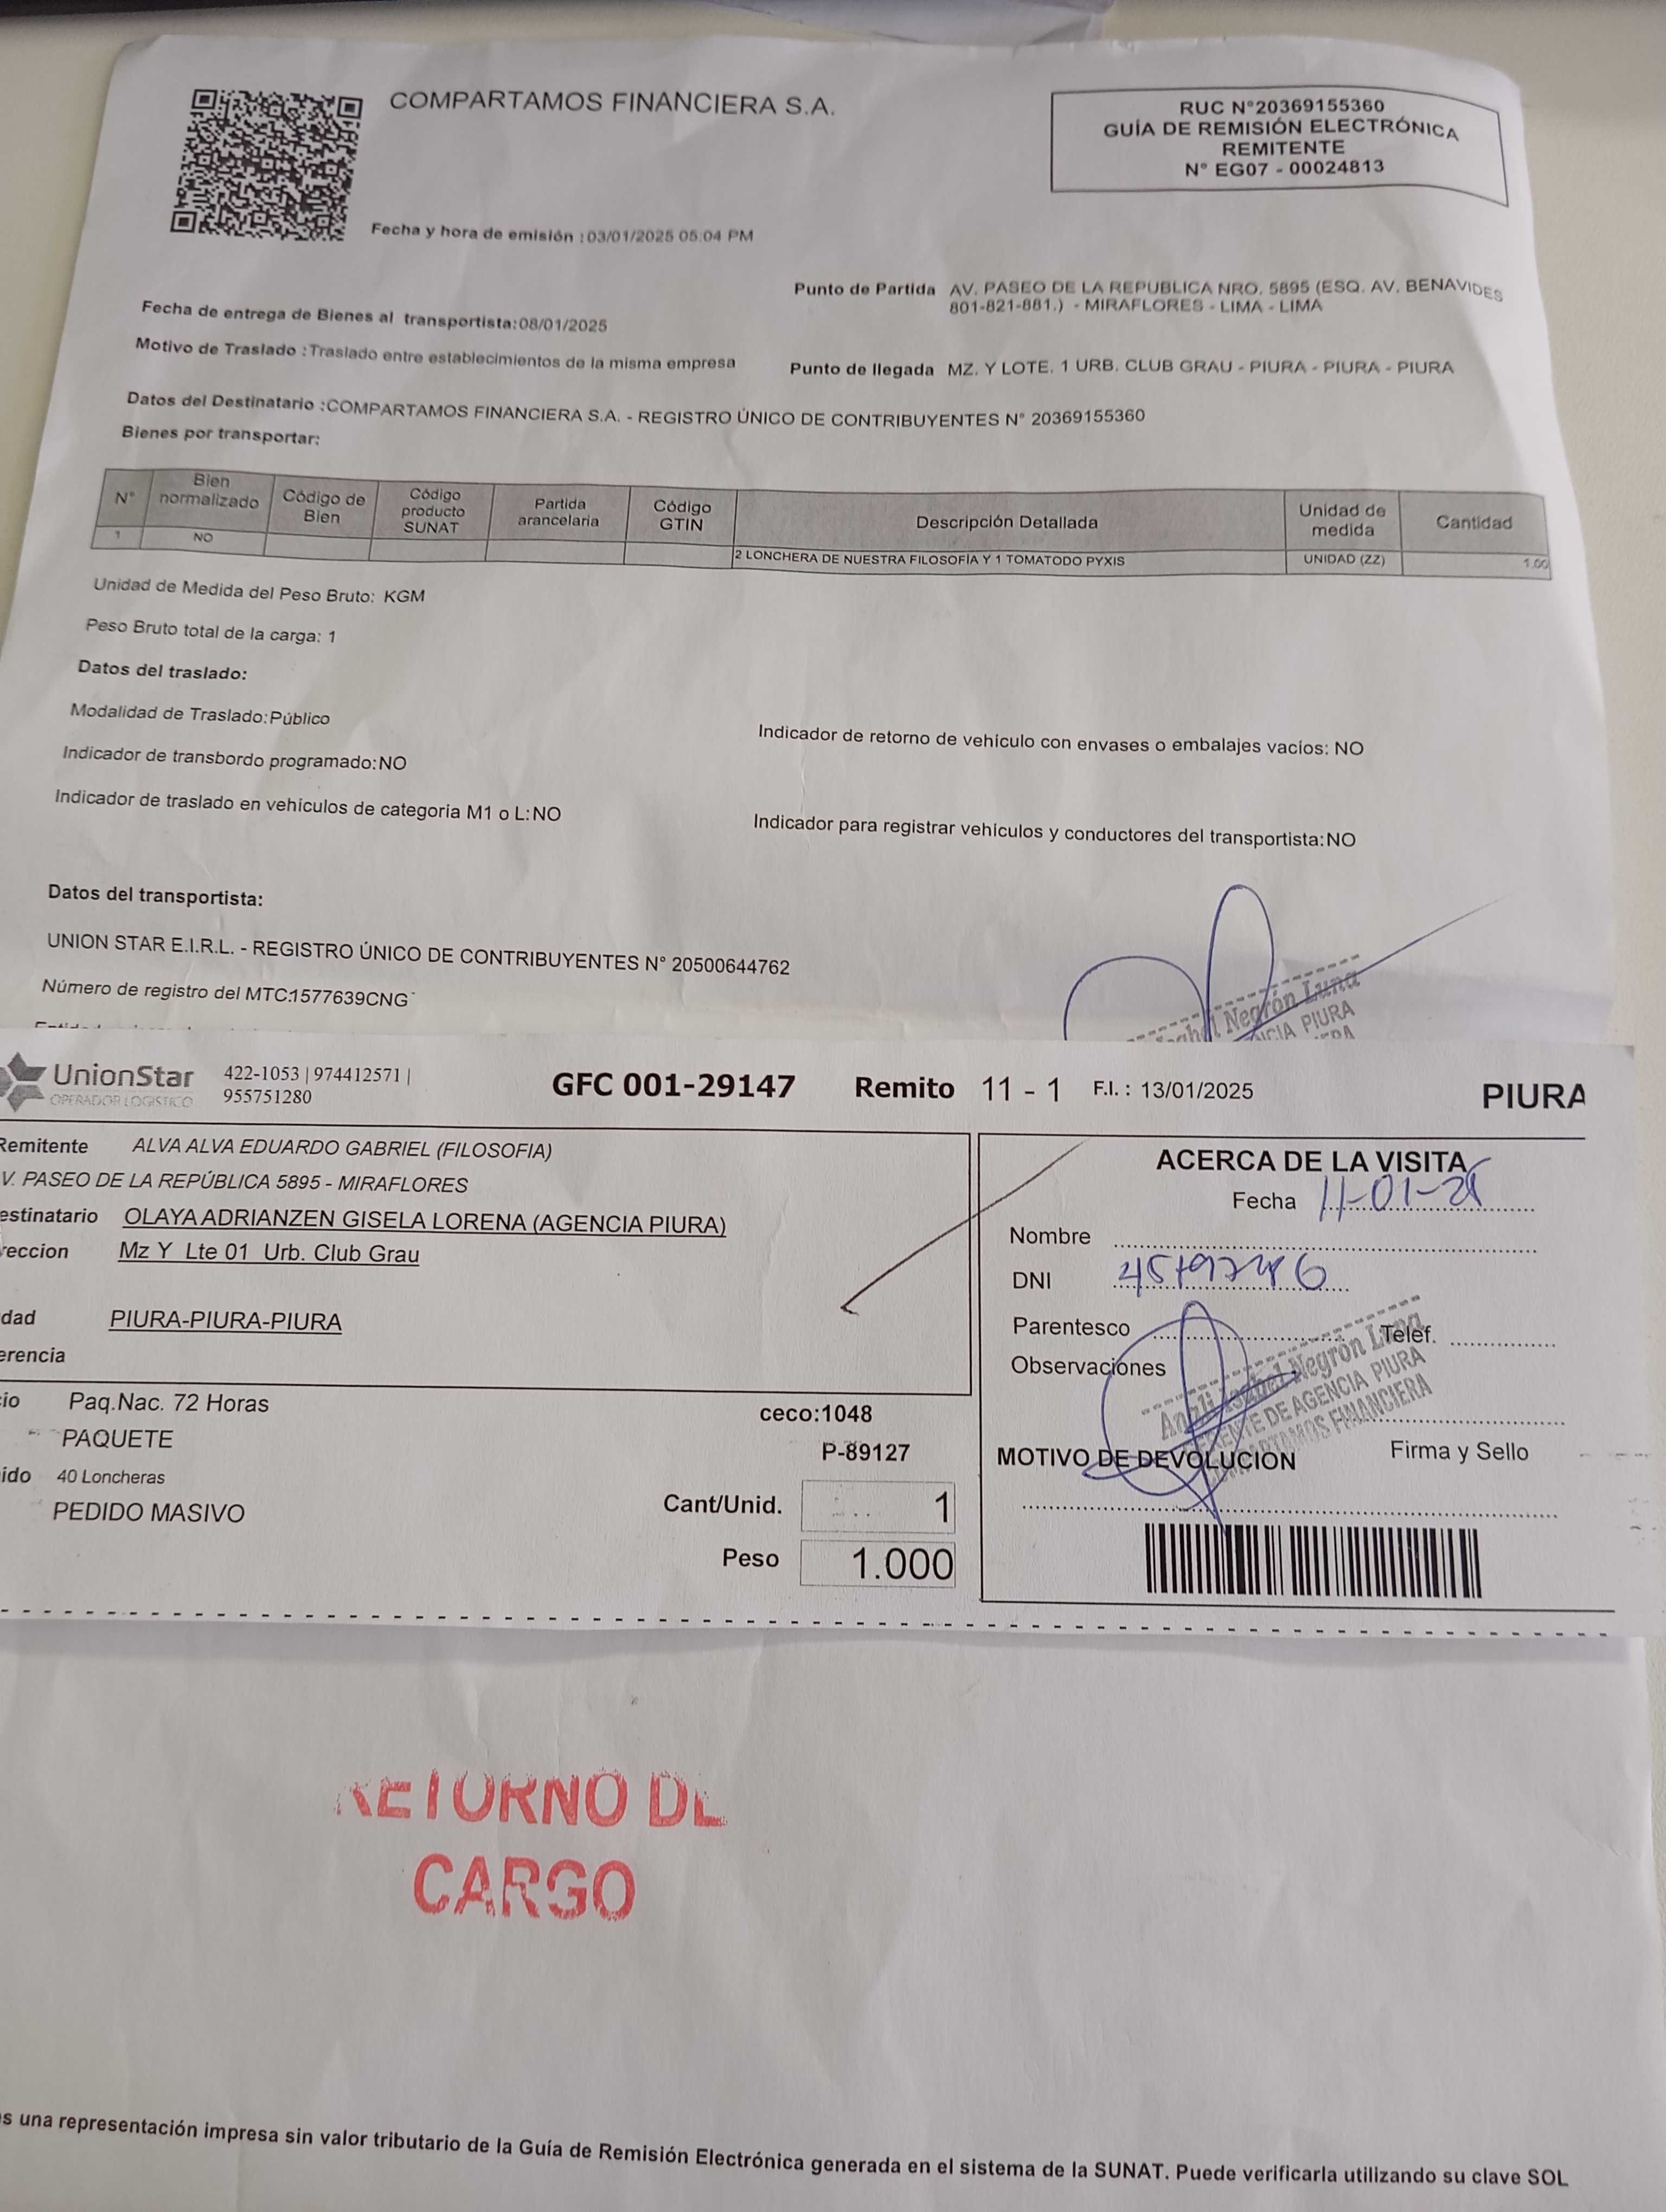 COMPARTAMOS FINANCIERA S.A.
RUC N°20369155360
GUÍA DE REMISIÓN ELECTRÓNICA
REMITENTE
N° EG07 - 00024813
Fecha y hora de emisión :03/01/2025 05:04 PM
Punto de Partida AV. PASEO DE LA REPUBLICA NRO. 5895 (ESQ. AV. BENAVIDES
801-821-881.) - MIRAFLORES - LIMA - LIMA
Fecha de entrega de Bienes al transportista:08/01/2025
Motivo de Traslado :Traslado entre establecimientos de la misma empresa
Punto de llegada MZ. Y LOTE. 1 URB. CLUB GRAU - PIURA - PIURA - PIURA
Datos del Destinatario :COMPARTAMOS FINANCIERA S.A. - REGISTRO ÚNICO DE CONTRIBUYENTES N° 20369155360
Bienes por transportar:
N° Bien normalizado Código de Bien Código producto SUNAT Partida arancelaria Código GTIN Descripción Detallada Unidad de medida Cantidad
1 NO 2 LONCHERA DE NUESTRA FILOSOFÍA Y 1 TOMATODO PYXIS UNIDAD (ZZ) 1.00
Unidad de Medida del Peso Bruto: KGM
Peso Bruto total de la carga: 1
Datos del traslado:
Modalidad de Traslado:Público
Indicador de retorno de vehículo con envases o embalajes vacíos: NO
Indicador de transbordo programado:NO
Indicador de traslado en vehículos de categoría M1 o L:NO
Indicador para registrar vehículos y conductores del transportista:NO
Datos del transportista:
UNION STAR E.I.R.L. - REGISTRO ÚNICO DE CONTRIBUYENTES N° 20500644762
Número de registro del MTC:1577639CNG
Negrón Luna
PIURA
UnionStar
OPERADOR LOGISTICO
422-1053 | 974412571 |
955751280
GFC 001-29147 Remito 11 - 1 F.I. : 13/01/2025 PIURA
Remitente ALVA ALVA EDUARDO GABRIEL (FILOSOFIA)
V. PASEO DE LA REPÚBLICA 5895 - MIRAFLORES
estinatario OLAYA ADRIANZEN GISELA LORENA (AGENCIA PIURA)
reccion Mz Y Lte 01 Urb. Club Grau
dad PIURA-PIURA-PIURA
erencia
cio Paq.Nac. 72 Horas
PAQUETE
ido 40 Loncheras
PEDIDO MASIVO
ceco:1048
P-89127
Cant/Unid. 1
Peso 1.000
ACERCA DE LA VISITA
Fecha 11-01-25
Nombre
DNI
Parentesco Telef.
Observaciones
Negrón Luna
GERENTE DE AGENCIA PIURA
COMPARTAMOS FINANCIERA
MOTIVO DE DEVOLUCION Firma y Sello
RETORNO DE
CARGO
s una representación impresa sin valor tributario de la Guía de Remisión Electrónica generada en el sistema de la SUNAT. Puede verificarla utilizando su clave SOL